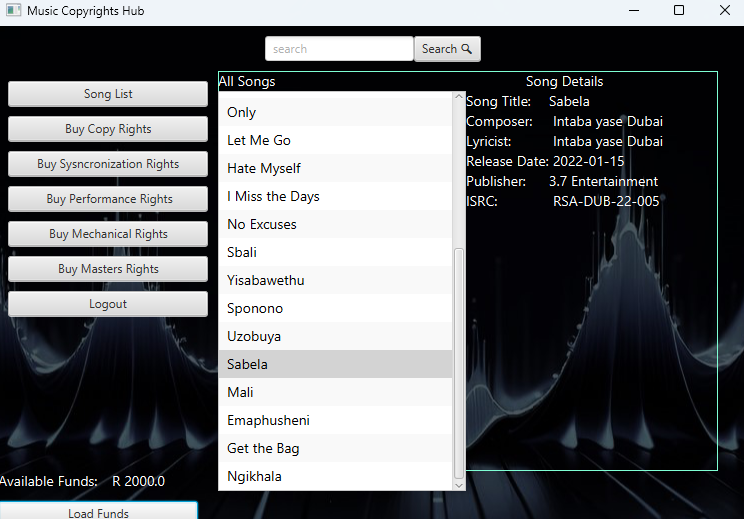 Music Copyrights Hub
search
Search
All Songs
Song Details
Song List
Buy Copy Rights
Buy Sysncronization Rights
Buy Performance Rights
Buy Mechanical Rights
Buy Masters Rights
Logout
Only
Let Me Go
Hate Myself
I Miss the Days
No Excuses
Sbali
Yisabawethu
Sponono
Uzobuya
Sabela
Mali
Emaphusheni
Get the Bag
Ngikhala
Song Title: Sabela
Composer: Intaba yase Dubai
Lyricist: Intaba yase Dubai
Release Date: 2022-01-15
Publisher: 3.7 Entertainment
ISRC: RSA-DUB-22-005
Available Funds: R 2000.0
Load Funds